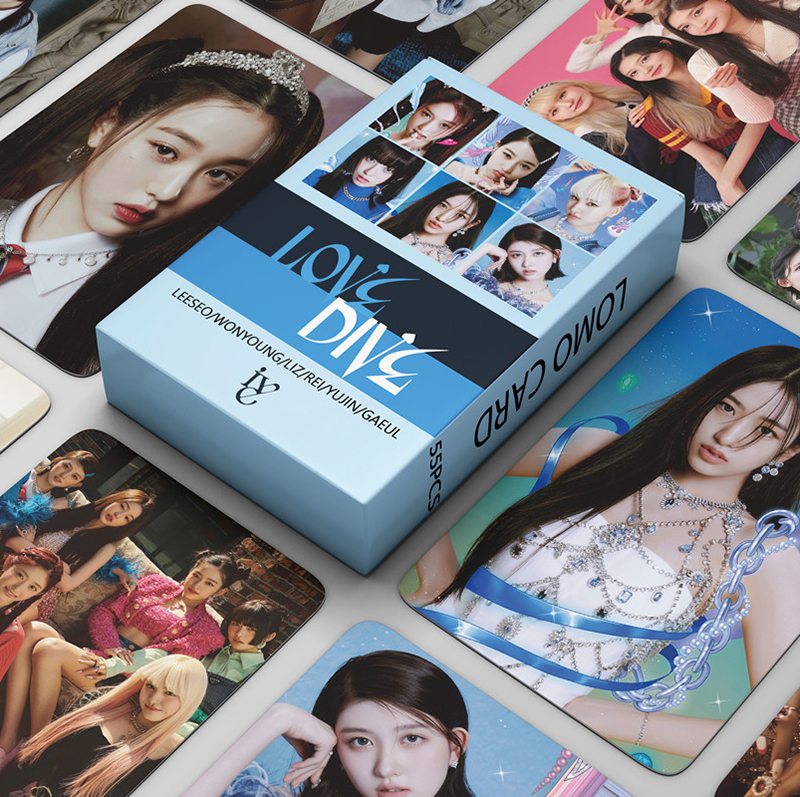 LOVE
DIVE
LEESEO/WONYOUNG/LIZ/REI/YUJIN/GAEUL
IVE
LOMO CARD
55PCS